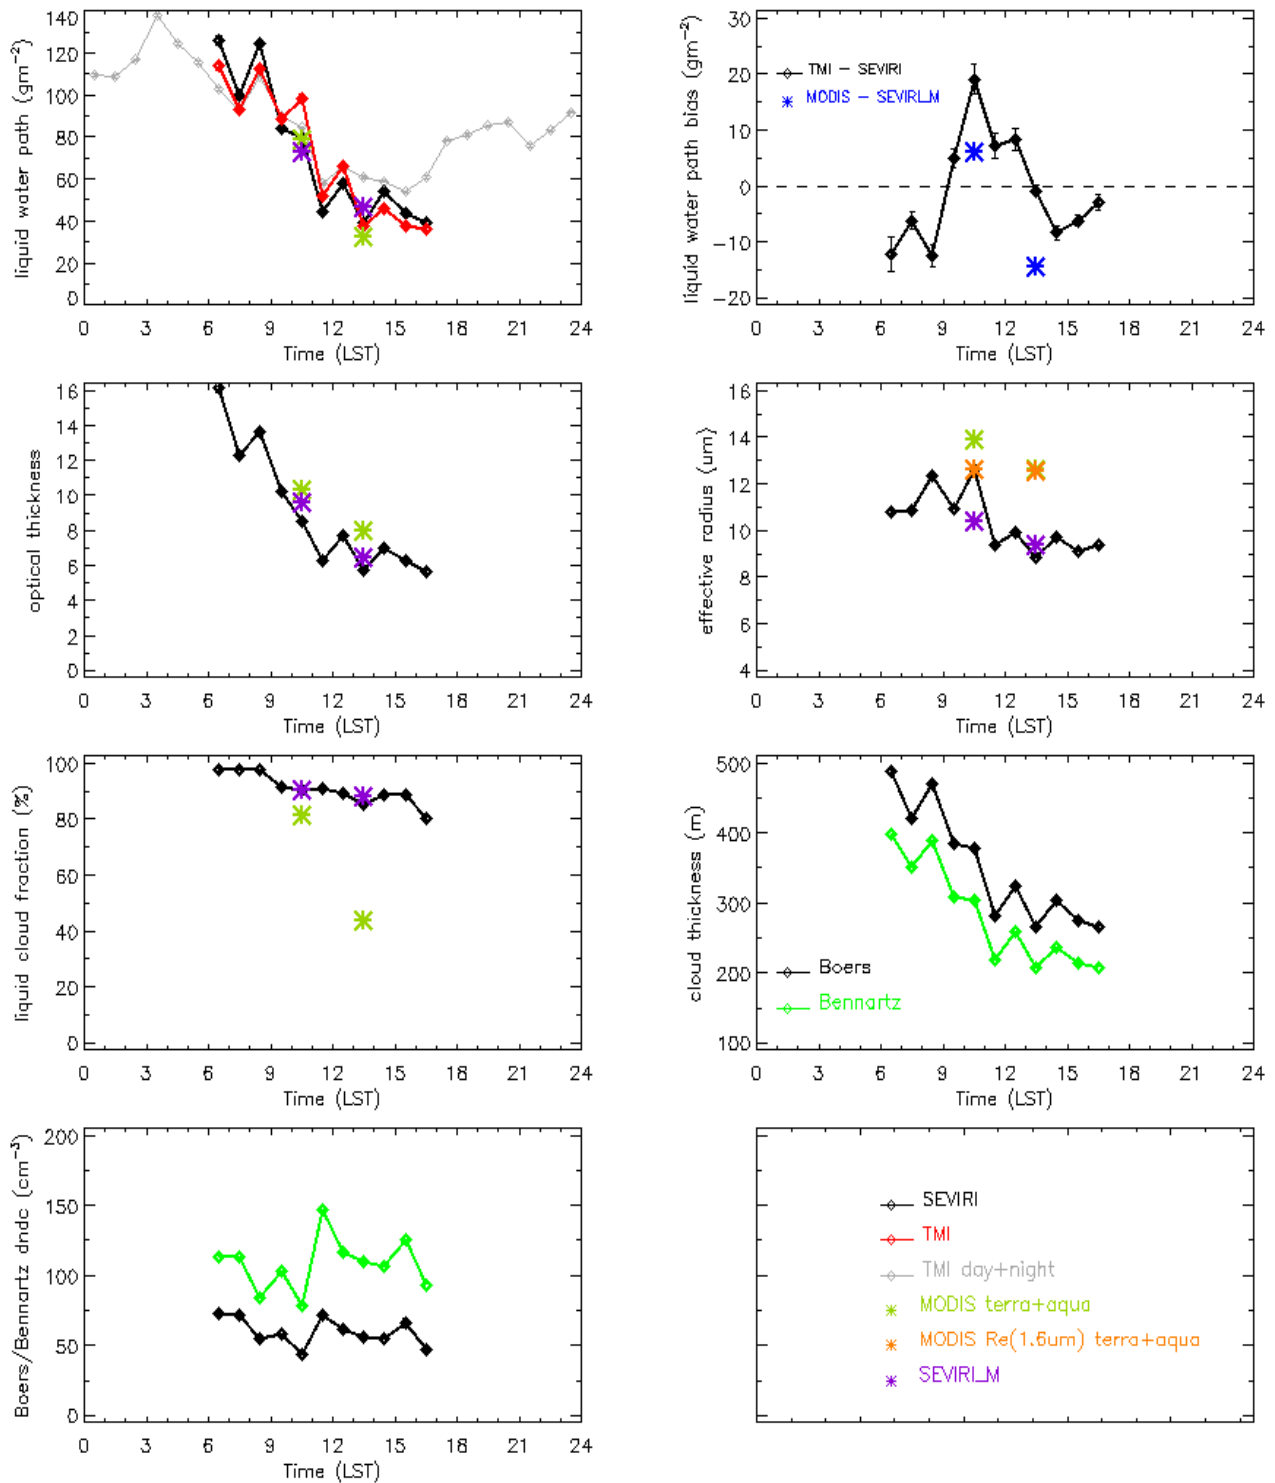 liquid water path (gm⁻²)
140
120
100
80
60
40
20
0
0 3 6 9 12 15 18 21 24
Time (LST)
liquid water path bias (gm⁻²)
30
20
10
0
−10
−20
TMI − SEVIRI
MODIS − SEVIRI_M
0 3 6 9 12 15 18 21 24
Time (LST)
optical thickness
16
14
12
10
8
6
4
2
0
0 3 6 9 12 15 18 21 24
Time (LST)
effective radius (um)
16
14
12
10
8
6
4
0 3 6 9 12 15 18 21 24
Time (LST)
liquid cloud fraction (%)
100
80
60
40
20
0
0 3 6 9 12 15 18 21 24
Time (LST)
cloud thickness (m)
500
400
300
200
100
Boers
Bennartz
0 3 6 9 12 15 18 21 24
Time (LST)
Boers/Bennartz dndc (cm⁻³)
200
150
100
50
0
0 3 6 9 12 15 18 21 24
Time (LST)
SEVIRI
TMI
TMI day+night
MODIS terra+aqua
MODIS Re(1.6um) terra+aqua
SEVIRI_M